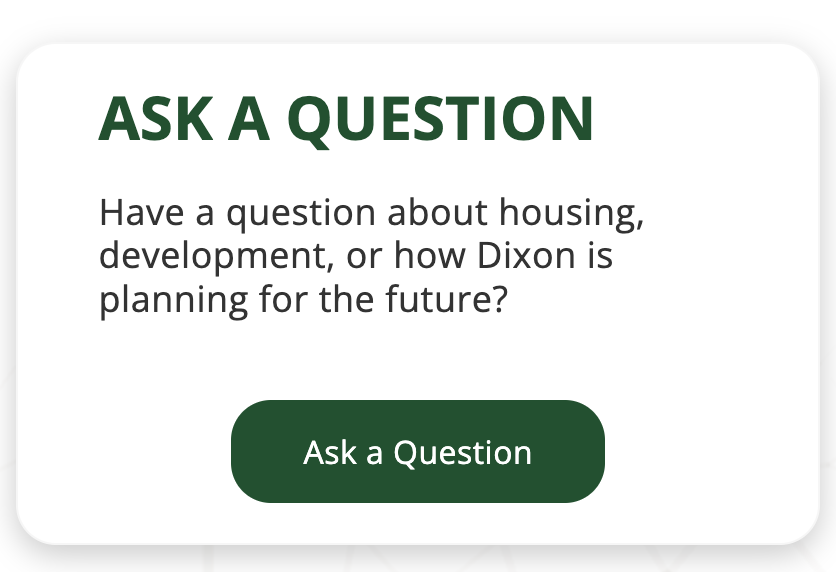 ASK A QUESTION
Have a question about housing,
development, or how Dixon is
planning for the future?
Ask a Question